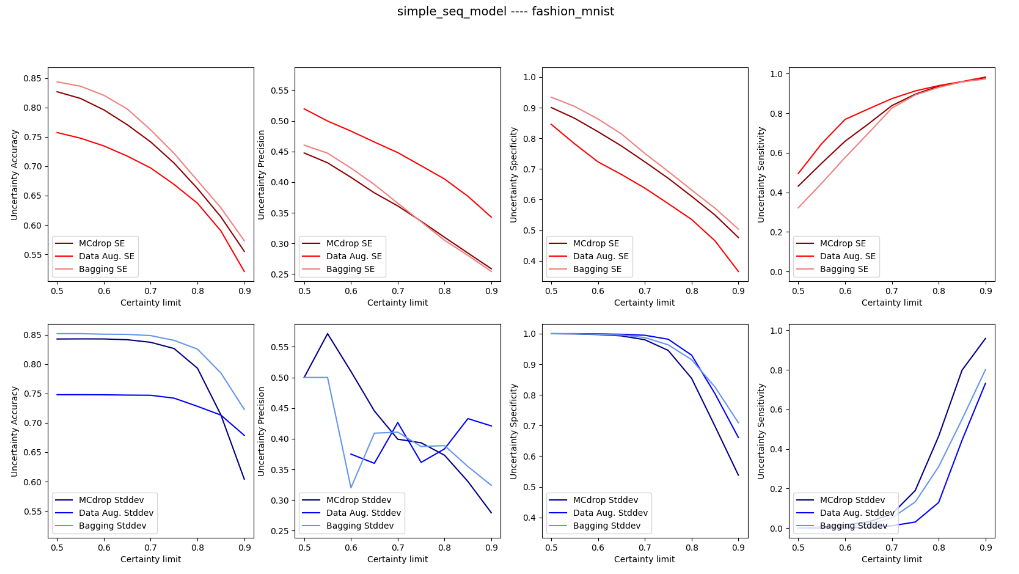 simple_seq_model ---- fashion_mnist
Uncertainty Accuracy
0.85
0.80
0.75
0.70
0.65
0.60
0.55
MCdrop SE
Data Aug. SE
Bagging SE
0.5 0.6 0.7 0.8 0.9
Certainty limit
Uncertainty Precision
0.55
0.50
0.45
0.40
0.35
0.30
0.25
MCdrop SE
Data Aug. SE
Bagging SE
0.5 0.6 0.7 0.8 0.9
Certainty limit
Uncertainty Specificity
1.0
0.9
0.8
0.7
0.6
0.5
0.4
MCdrop SE
Data Aug. SE
Bagging SE
0.5 0.6 0.7 0.8 0.9
Certainty limit
Uncertainty Sensitivity
1.0
0.8
0.6
0.4
0.2
0.0
MCdrop SE
Data Aug. SE
Bagging SE
0.5 0.6 0.7 0.8 0.9
Certainty limit
Uncertainty Accuracy
0.85
0.80
0.75
0.70
0.65
0.60
0.55
MCdrop Stddev
Data Aug. Stddev
Bagging Stddev
0.5 0.6 0.7 0.8 0.9
Certainty limit
Uncertainty Precision
0.55
0.50
0.45
0.40
0.35
0.30
0.25
MCdrop Stddev
Data Aug. Stddev
Bagging Stddev
0.5 0.6 0.7 0.8 0.9
Certainty limit
Uncertainty Specificity
1.0
0.9
0.8
0.7
0.6
0.5
0.4
MCdrop Stddev
Data Aug. Stddev
Bagging Stddev
0.5 0.6 0.7 0.8 0.9
Certainty limit
Uncertainty Sensitivity
1.0
0.8
0.6
0.4
0.2
0.0
MCdrop Stddev
Data Aug. Stddev
Bagging Stddev
0.5 0.6 0.7 0.8 0.9
Certainty limit